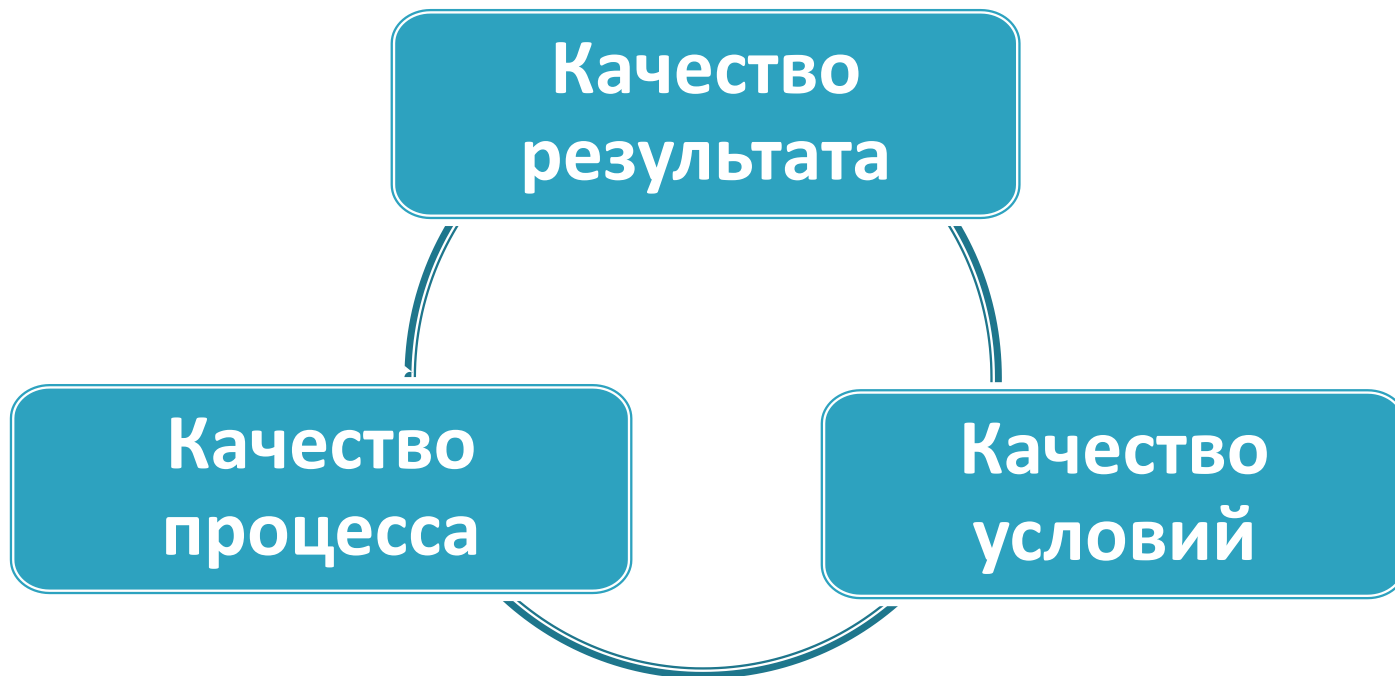 Качество
результата
Качество
процесса
Качество
условий